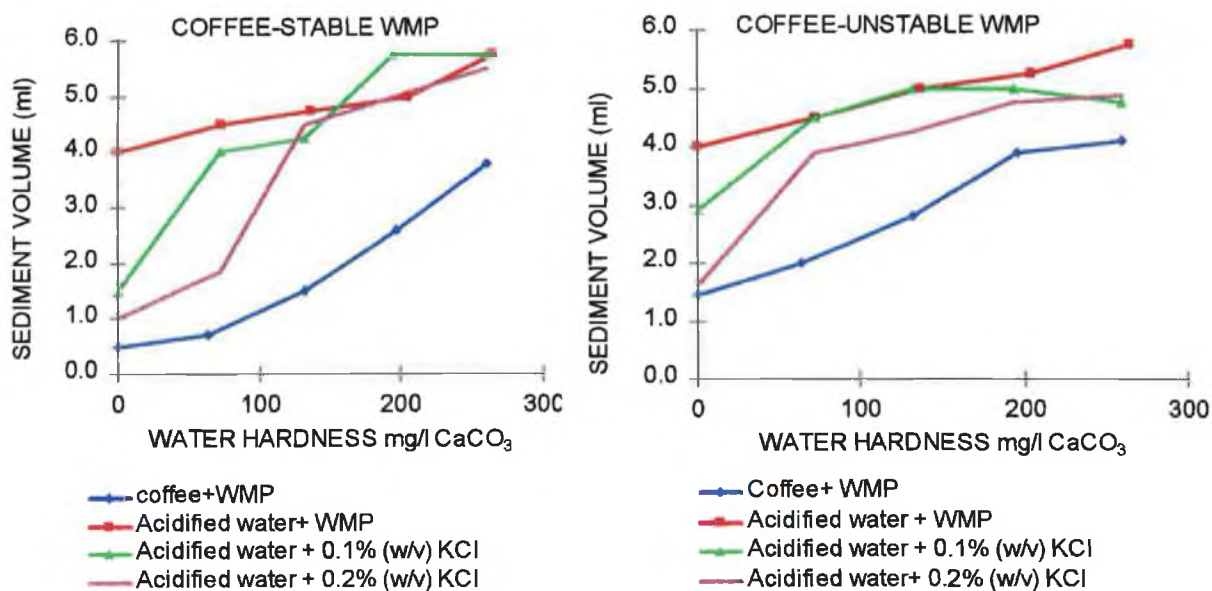 COFFEE-STABLE WMP
SEDIMENT VOLUME (ml)
6.0
5.0
4.0
3.0
2.0
1.0
0.0
0 100 200 300
WATER HARDNESS mg/l CaCO₃
coffee+WMP
Acidified water+ WMP
Acidified water + 0.1% (w/v) KCl
Acidified water + 0.2% (w/v) KCl
COFFEE-UNSTABLE WMP
SEDIMENT VOLUME (ml)
6.0
5.0
4.0
3.0
2.0
1.0
0.0
0 100 200 300
WATER HARDNESS mg/l CaCO₃
Coffee+ WMP
Acidified water + WMP
Acidified water + 0.1% (w/v) KCl
Acidified water+ 0.2% (w/v) KCl